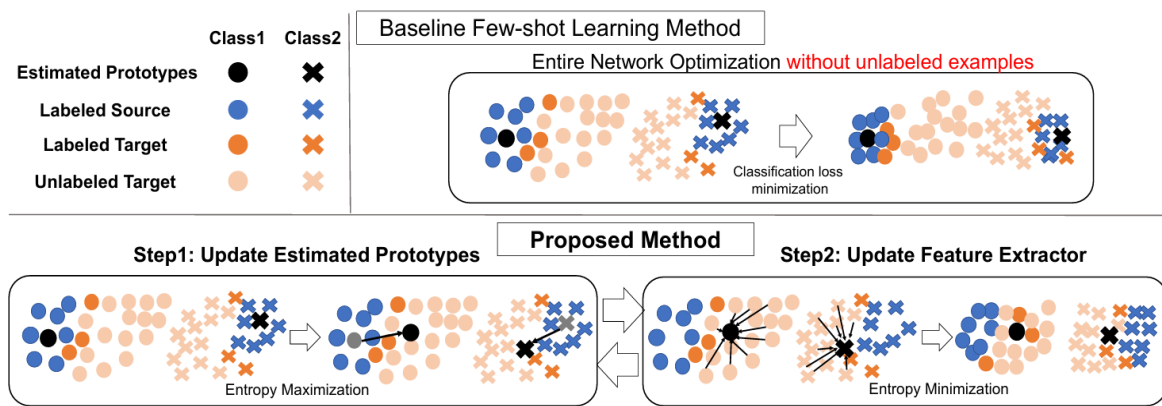 Class1 Class2
Estimated Prototypes
Labeled Source
Labeled Target
Unlabeled Target
Baseline Few-shot Learning Method
Entire Network Optimization without unlabeled examples
Classification loss
minimization
Proposed Method
Step1: Update Estimated Prototypes
Step2: Update Feature Extractor
Entropy Maximization
Entropy Minimization